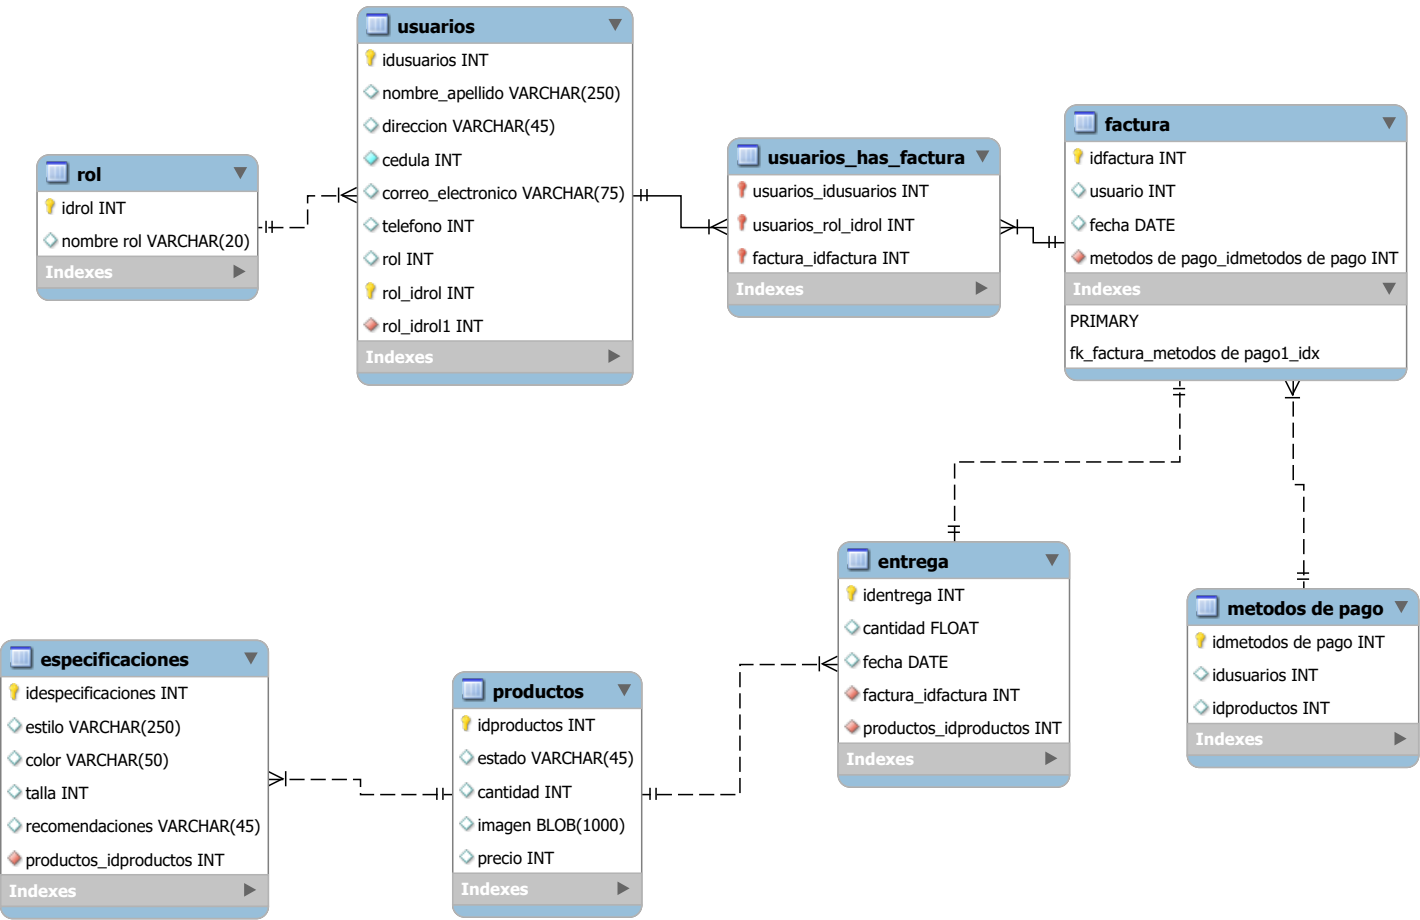 usuarios
idusuarios INT
nombre_apellido VARCHAR(250)
direccion VARCHAR(45)
cedula INT
correo_electronico VARCHAR(75)
telefono INT
rol INT
rol_idrol INT
rol_idrol1 INT
Indexes
rol
idrol INT
nombre rol VARCHAR(20)
Indexes
usuarios_has_factura
usuarios_idusuarios INT
usuarios_rol_idrol INT
factura_idfactura INT
Indexes
factura
idfactura INT
usuario INT
fecha DATE
metodos de pago_idmetodos de pago INT
Indexes
PRIMARY
fk_factura_metodos de pago1_idx
entrega
identrega INT
cantidad FLOAT
fecha DATE
factura_idfactura INT
productos_idproductos INT
Indexes
metodos de pago
idmetodos de pago INT
idusuarios INT
idproductos INT
Indexes
especificaciones
idespecificaciones INT
estilo VARCHAR(250)
color VARCHAR(50)
talla INT
recomendaciones VARCHAR(45)
productos_idproductos INT
Indexes
productos
idproductos INT
estado VARCHAR(45)
cantidad INT
imagen BLOB(1000)
precio INT
Indexes